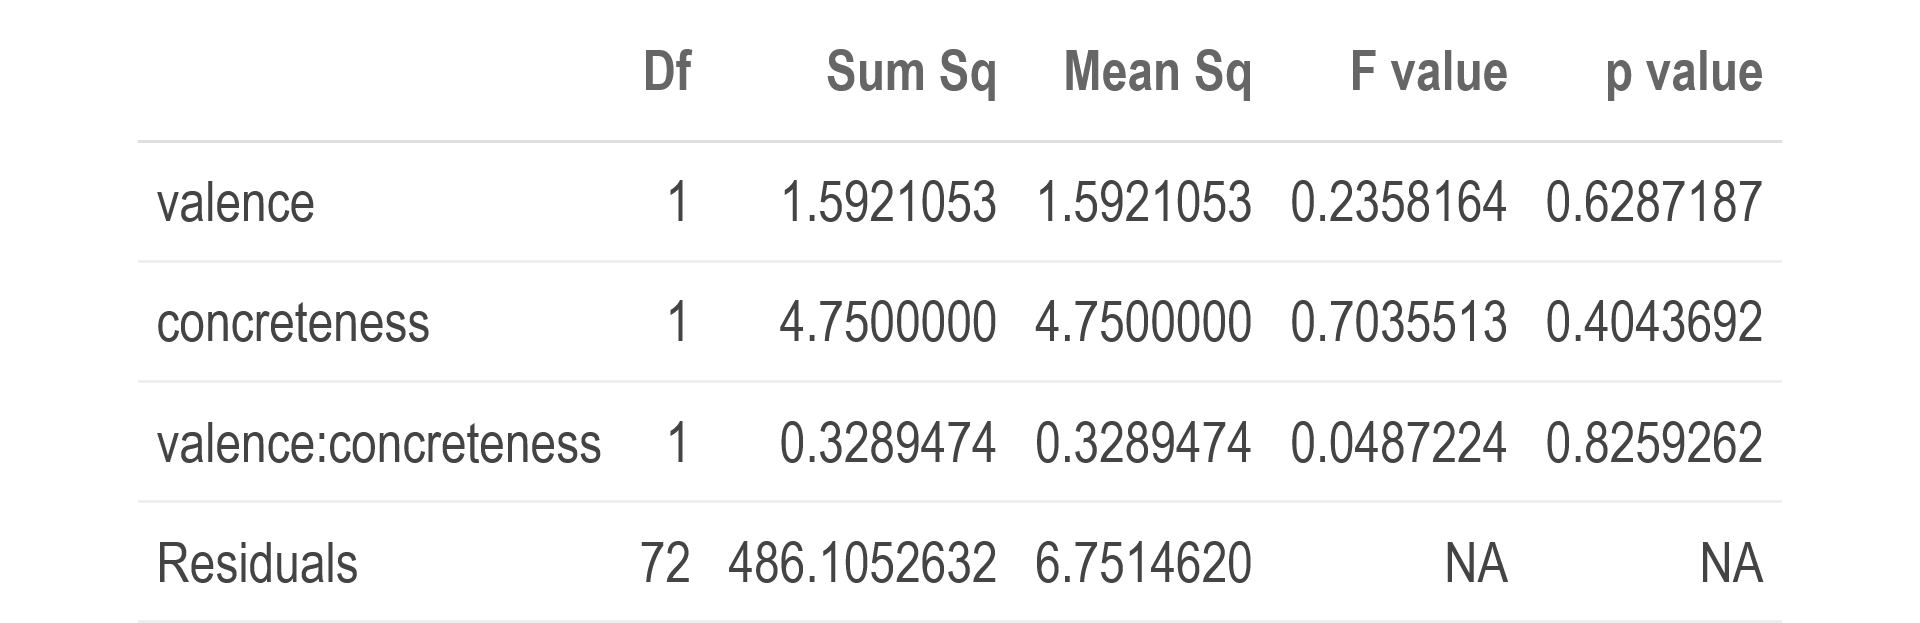 Df Sum Sq Mean Sq F value p value
valence 1 1.5921053 1.5921053 0.2358164 0.6287187
concreteness 1 4.7500000 4.7500000 0.7035513 0.4043692
valence:concreteness 1 0.3289474 0.3289474 0.0487224 0.8259262
Residuals 72 486.1052632 6.7514620 NA NA